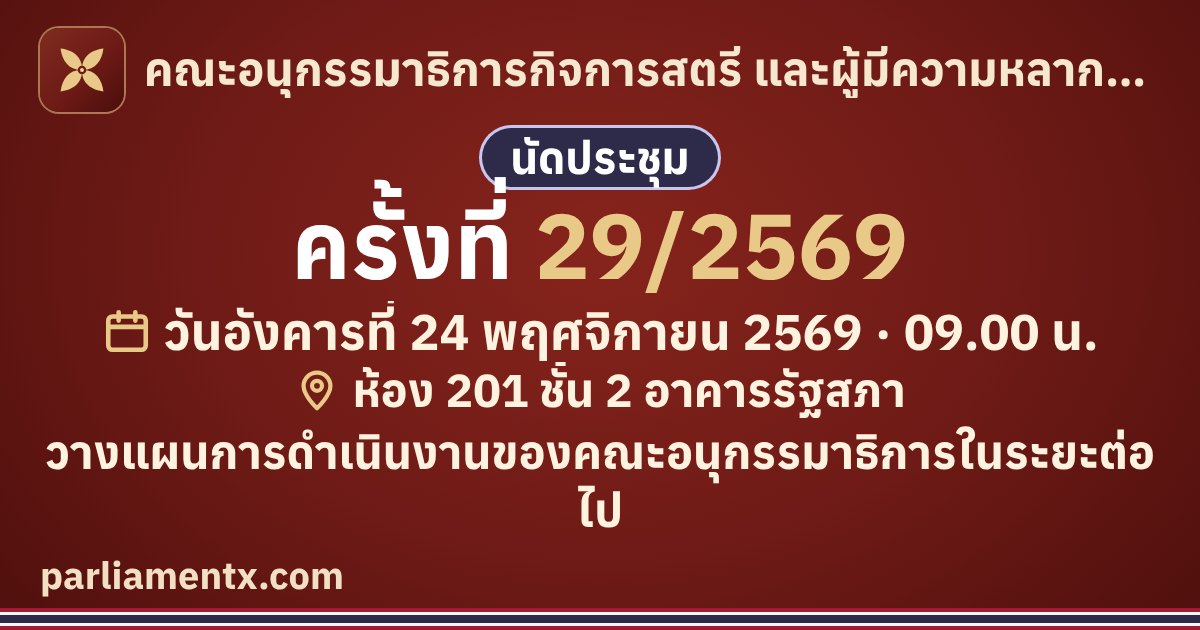 คณะอนุกรรมาธิการกิจการสตรี และผู้มีความหลาก...
นัดประชุม
ครั้งที่ 29/2569
วันอังคารที่ 24 พฤศจิกายน 2569 · 09.00 น.
ห้อง 201 ชั้น 2 อาคารรัฐสภา
วางแผนการดำเนินงานของคณะอนุกรรมาธิการในระยะต่อ
ไป
parliamentx.com